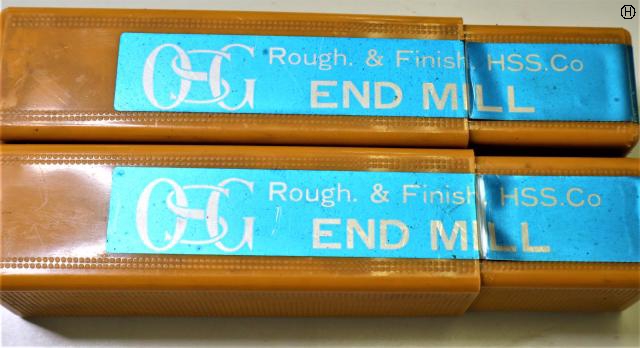 H
OSG Rough. & Finish. HSS.Co
END MILL
OSG Rough. & Finish. HSS.Co
END MILL